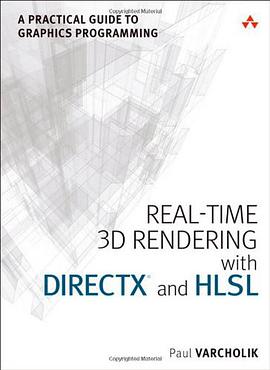 A PRACTICAL GUIDE TO
GRAPHICS PROGRAMMING
REAL-TIME
3D RENDERING
with
DIRECTX® and HLSL
Paul VARCHOLIK